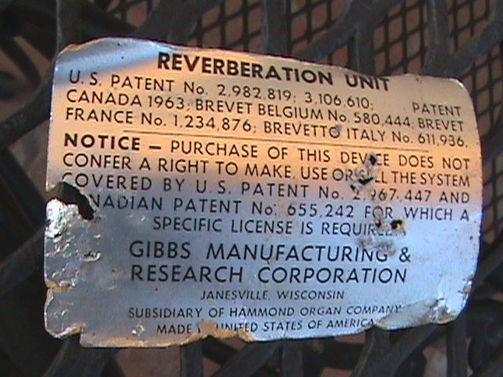 REVERBERATION UNIT
U.S. PATENT No. 2,982,819; 3,106,610; PATENT
CANADA 1963; BREVET BELGIUM No. 580,444; BREVET
FRANCE No. 1,234,876; BREVETTO ITALY No. 611,936.
NOTICE — PURCHASE OF THIS DEVICE DOES NOT
CONFER A RIGHT TO MAKE, USE OR SELL THE SYSTEM
COVERED BY U.S. PATENT No. 2,967,447 AND
CANADIAN PATENT No. 655,242 FOR WHICH A
SPECIFIC LICENSE IS REQUIRED.
GIBBS MANUFACTURING &
RESEARCH CORPORATION
JANESVILLE, WISCONSIN
SUBSIDIARY OF HAMMOND ORGAN COMPANY
MADE UNITED STATES OF AMERICA